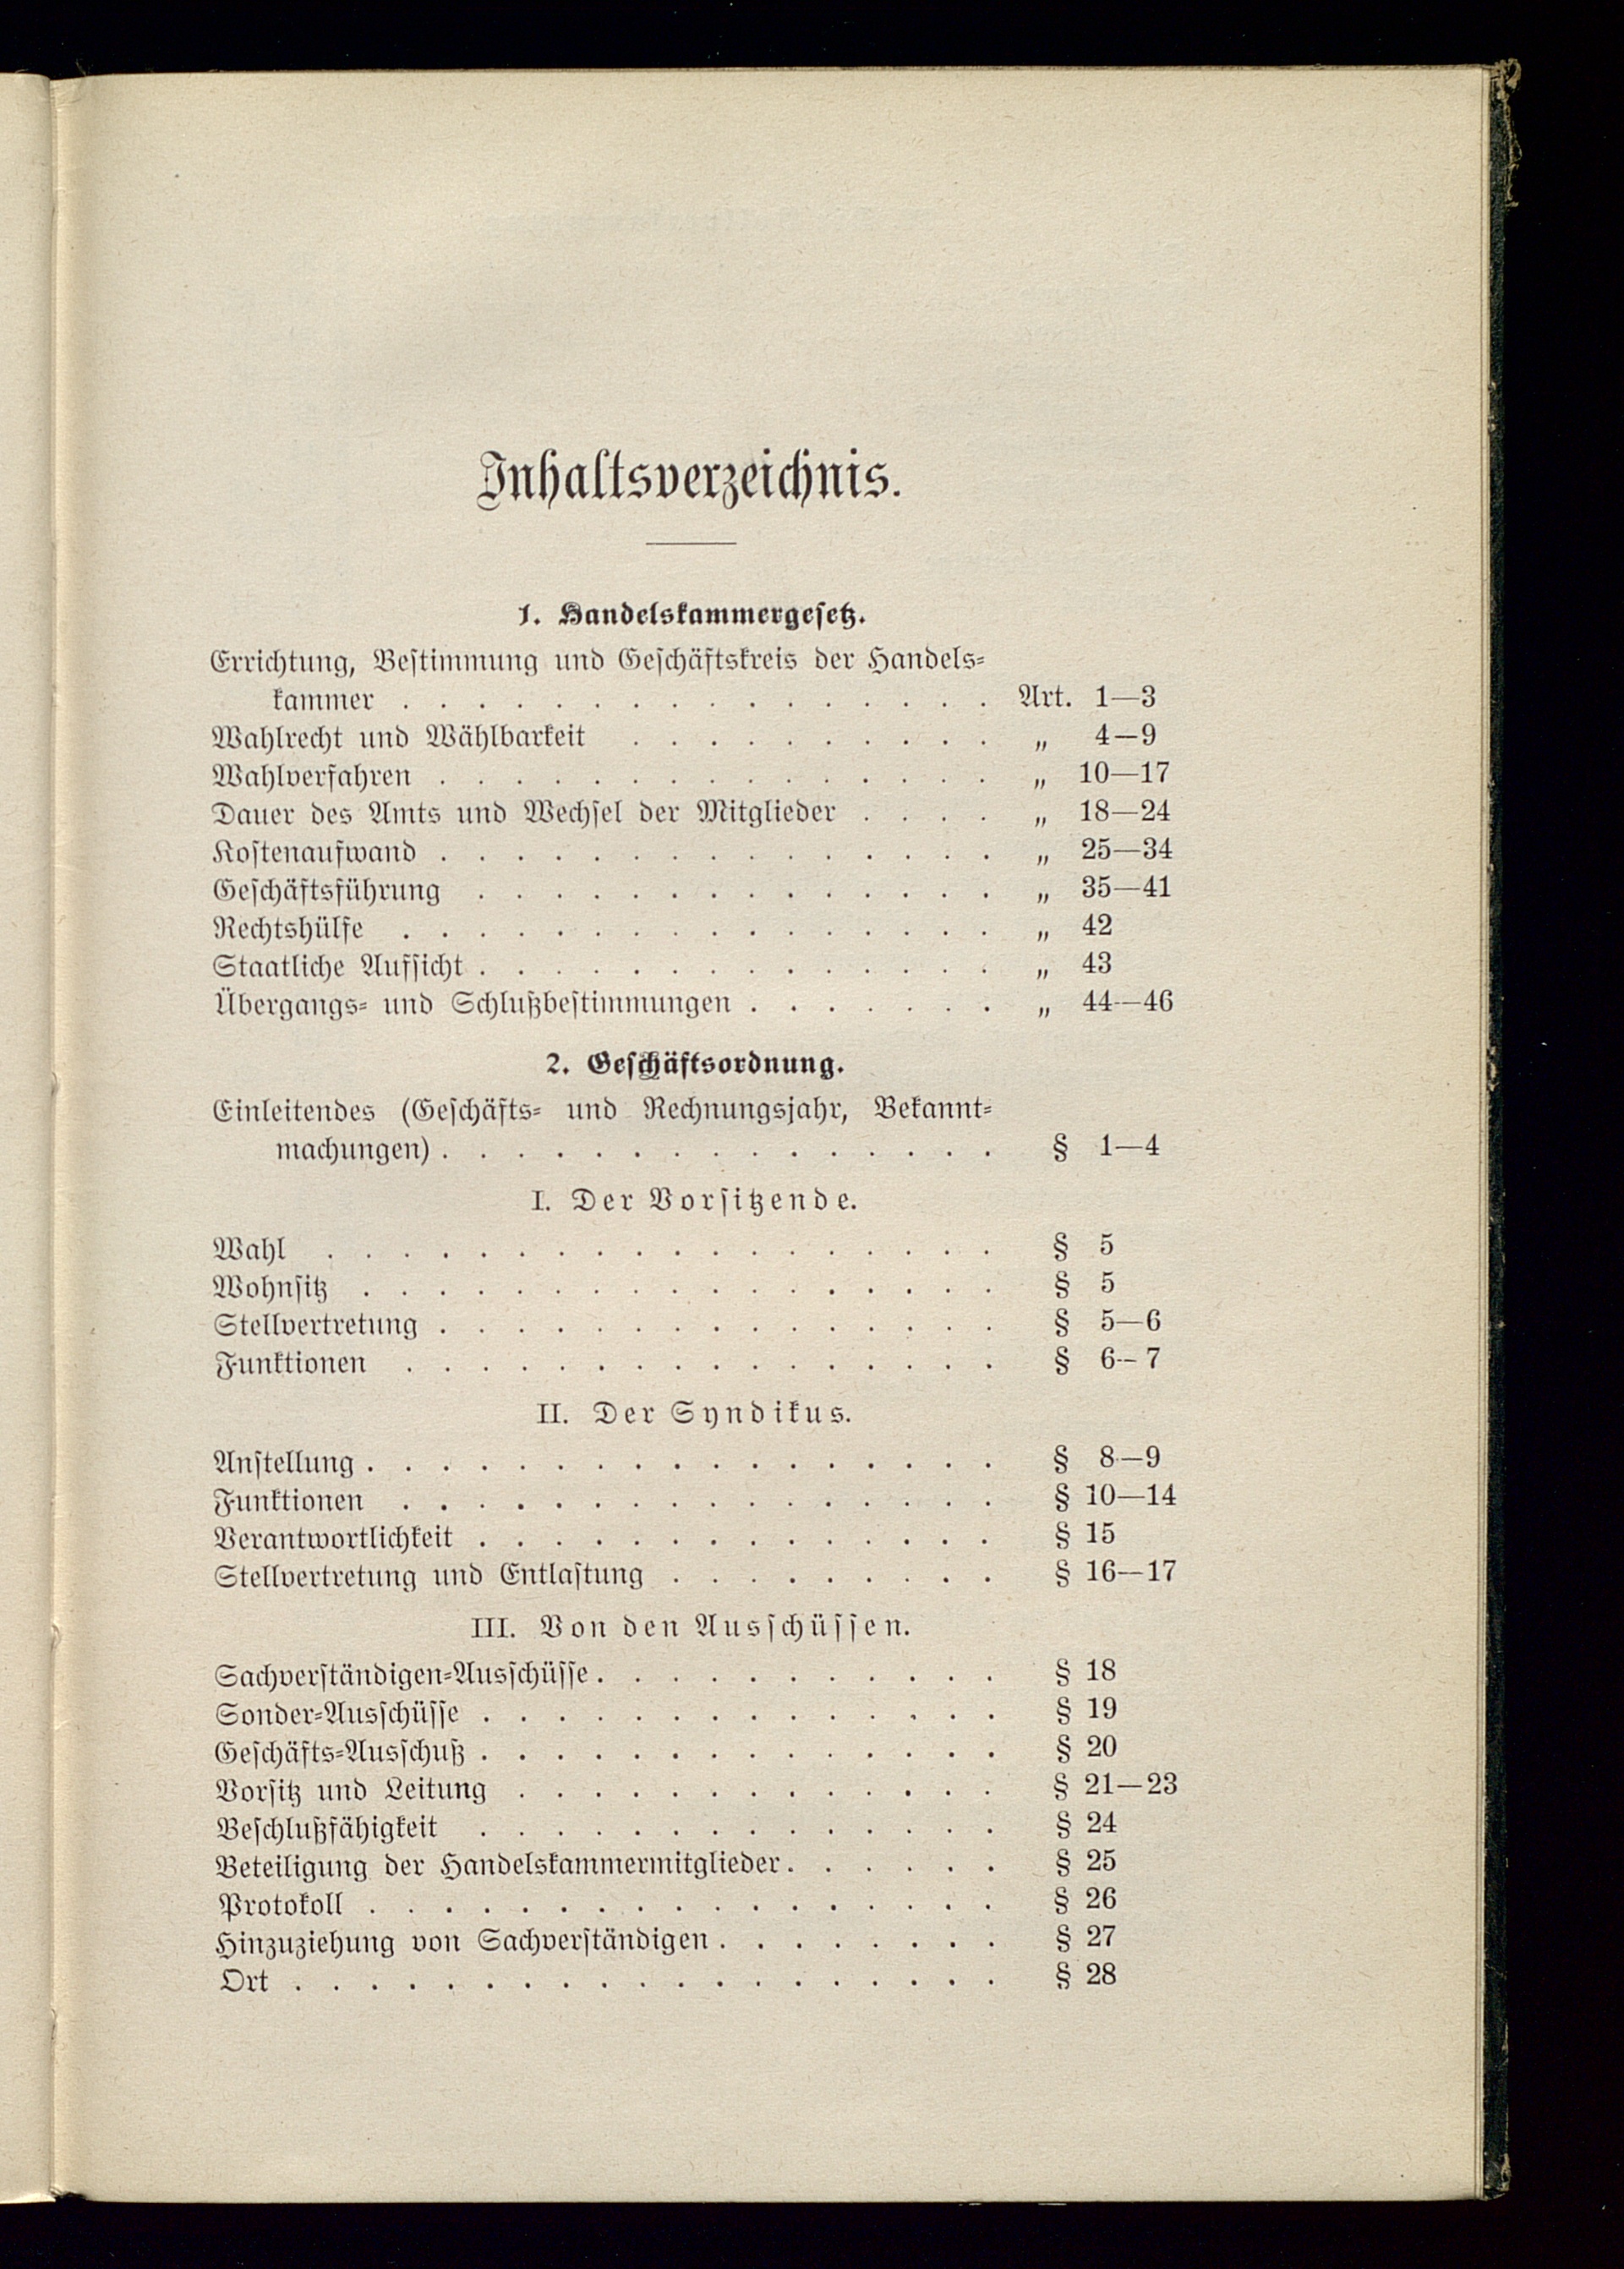 Inhaltsverzeichnis.
1. Handelskammergesetz.
Errichtung, Bestimmung und Geschäftskreis der Handels-
kammer . . . . . . . . . . . . . . . . Art. 1—3
Wahlrecht und Wählbarkeit . . . . . . . . . . „ 4—9
Wahlverfahren . . . . . . . . . . . . . . . „ 10—17
Dauer des Amts und Wechsel der Mitglieder . . . . „ 18—24
Kostenaufwand . . . . . . . . . . . . . . . „ 25—34
Geschäftsführung . . . . . . . . . . . . . . „ 35—41
Rechtshülfe . . . . . . . . . . . . . . . . „ 42
Staatliche Aufsicht . . . . . . . . . . . . . . „ 43
Übergangs- und Schlußbestimmungen . . . . . . . „ 44—46
2. Geschäftsordnung.
Einleitendes (Geschäfts- und Rechnungsjahr, Bekannt-
machungen) . . . . . . . . . . . . . . . § 1—4
I. Der Vorsitzende.
Wahl . . . . . . . . . . . . . . . . . . § 5
Wohnsitz . . . . . . . . . . . . . . . . . § 5
Stellvertretung . . . . . . . . . . . . . . . § 5—6
Funktionen . . . . . . . . . . . . . . . . § 6—7
II. Der Syndikus.
Anstellung . . . . . . . . . . . . . . . . . § 8—9
Funktionen . . . . . . . . . . . . . . . . § 10—14
Verantwortlichkeit . . . . . . . . . . . . . . § 15
Stellvertretung und Entlastung . . . . . . . . . § 16—17
III. Von den Ausschüssen.
Sachverständigen-Ausschüsse . . . . . . . . . . . § 18
Sonder-Ausschüsse . . . . . . . . . . . . . . § 19
Geschäfts-Ausschuß . . . . . . . . . . . . . . § 20
Vorsitz und Leitung . . . . . . . . . . . . . § 21—23
Beschlußfähigkeit . . . . . . . . . . . . . . § 24
Beteiligung der Handelskammermitglieder . . . . . . § 25
Protokoll . . . . . . . . . . . . . . . . . § 26
Hinzuziehung von Sachverständigen . . . . . . . . § 27
Ort . . . . . . . . . . . . . . . . . . . § 28